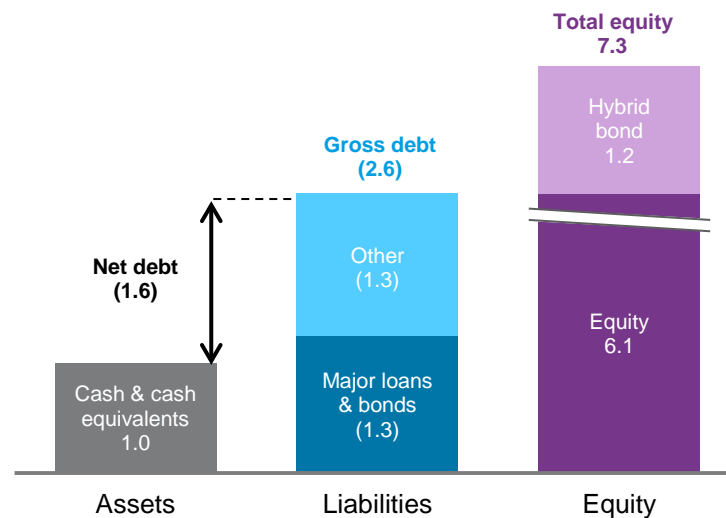 Total equity
7.3
Hybrid
bond
1.2
Gross debt
(2.6)
Other
(1.3)
Net debt
(1.6)
Equity
6.1
Cash & cash
equivalents
1.0
Major loans
& bonds
(1.3)
Assets
Liabilities
Equity